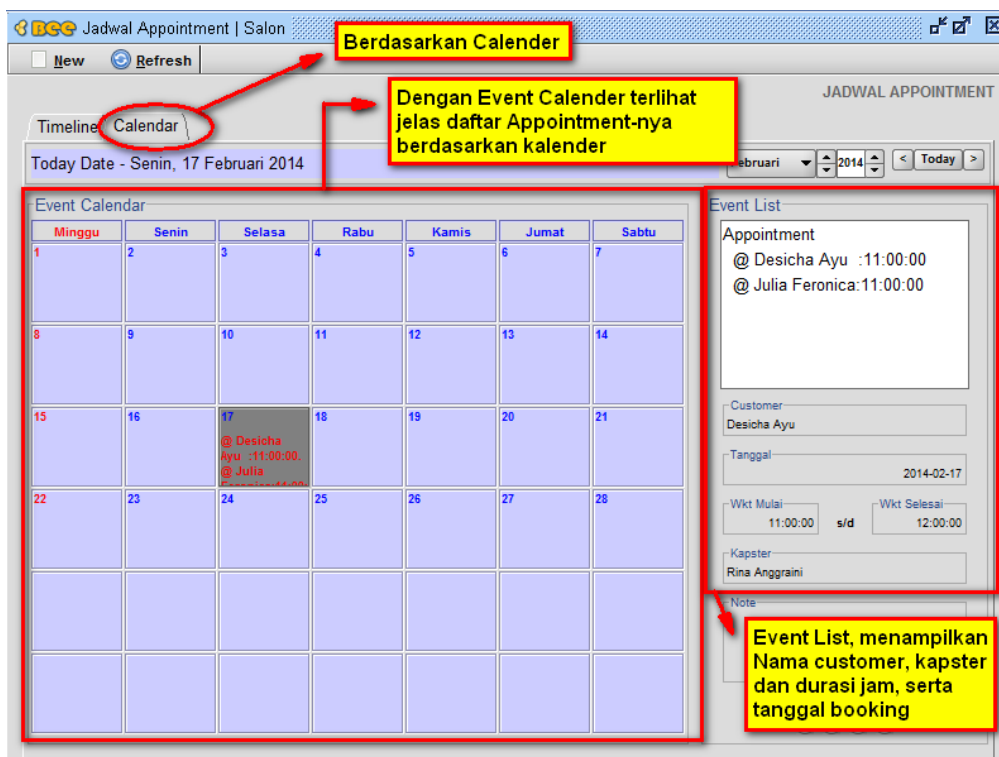 Bee Jadwal Appointment | Salon
Berdasarkan Calender
New Refresh
JADWAL APPOINTMENT
Dengan Event Calender terlihat
jelas daftar Appointment-nya
berdasarkan kalender
Timeline Calendar
Today Date - Senin, 17 Februari 2014
ebruari 2014 < Today >
Event Calendar
Minggu Senin Selasa Rabu Kamis Jumat Sabtu
1 2 3 4 5 6 7
8 9 10 11 12 13 14
15 16 17 18 19 20 21
@ Desicha
Ayu :11:00:00.
@ Julia
22 23 24 25 26 27 28
Event List
Appointment
@ Desicha Ayu :11:00:00
@ Julia Feronica:11:00:00
Customer
Desicha Ayu
Tanggal
2014-02-17
Wkt Mulai Wkt Selesai
11:00:00 s/d 12:00:00
Kapster
Rina Anggraini
Note
Event List, menampilkan
Nama customer, kapster
dan durasi jam, serta
tanggal booking